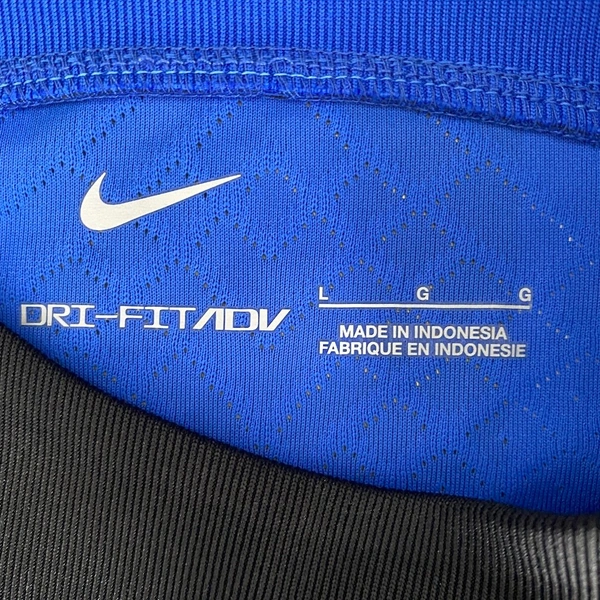 DRI-FIT ADV
L G G
MADE IN INDONESIA
FABRIQUE EN INDONESIE